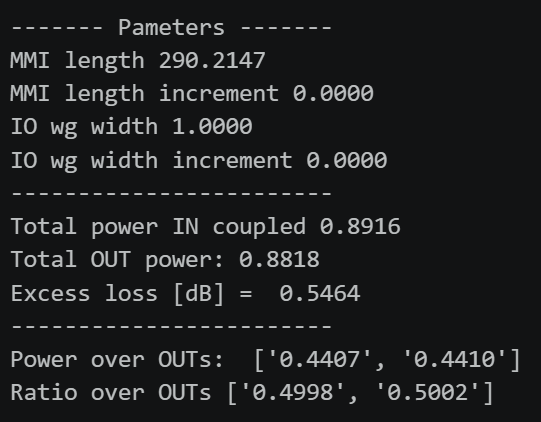 ------- Pameters -------
MMI length 290.2147
MMI length increment 0.0000
IO wg width 1.0000
IO wg width increment 0.0000
------------------------
Total power IN coupled 0.8916
Total OUT power: 0.8818
Excess loss [dB] =  0.5464
------------------------
Power over OUTs:  ['0.4407', '0.4410']
Ratio over OUTs ['0.4998', '0.5002']